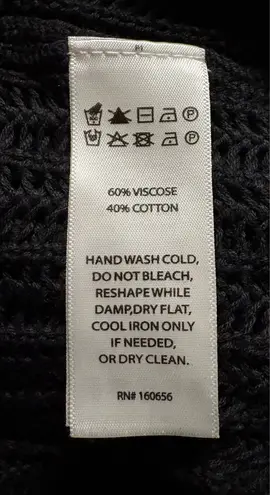 60% VISCOSE
40% COTTON
HAND WASH COLD,
DO NOT BLEACH,
RESHAPE WHILE
DAMP,DRY FLAT,
COOL IRON ONLY
IF NEEDED,
OR DRY CLEAN.
RN# 160656